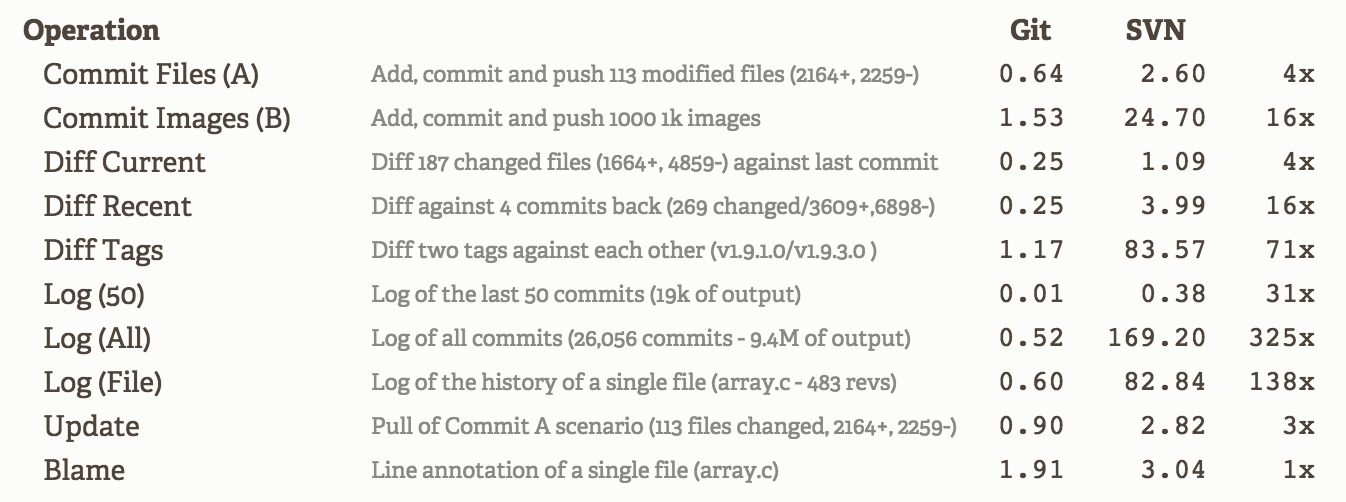 Operation Git SVN
Commit Files (A) Add, commit and push 113 modified files (2164+, 2259-) 0.64 2.60 4x
Commit Images (B) Add, commit and push 1000 1k images 1.53 24.70 16x
Diff Current Diff 187 changed files (1664+, 4859-) against last commit 0.25 1.09 4x
Diff Recent Diff against 4 commits back (269 changed/3609+,6898-) 0.25 3.99 16x
Diff Tags Diff two tags against each other (v1.9.1.0/v1.9.3.0 ) 1.17 83.57 71x
Log (50) Log of the last 50 commits (19k of output) 0.01 0.38 31x
Log (All) Log of all commits (26,056 commits - 9.4M of output) 0.52 169.20 325x
Log (File) Log of the history of a single file (array.c - 483 revs) 0.60 82.84 138x
Update Pull of Commit A scenario (113 files changed, 2164+, 2259-) 0.90 2.82 3x
Blame Line annotation of a single file (array.c) 1.91 3.04 1x